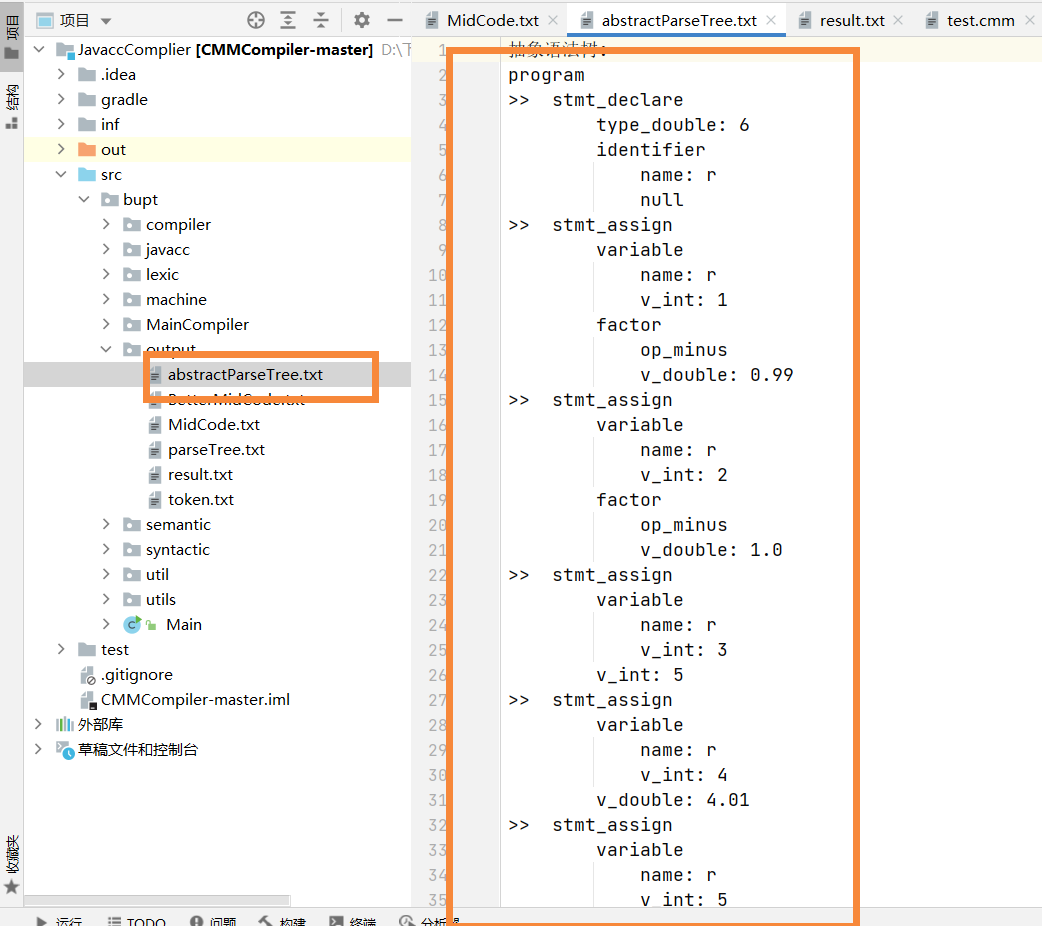 项目
结构
收藏夹
项目
JavaccComplier [CMMCompiler-master] D:\
.idea
gradle
inf
out
src
bupt
compiler
javacc
lexic
machine
MainCompiler
output
abstractParseTree.txt
BetterMidCode.txt
MidCode.txt
parseTree.txt
result.txt
token.txt
semantic
syntactic
util
utils
Main
test
.gitignore
CMMCompiler-master.iml
外部库
草稿文件和控制台
MidCode.txt
abstractParseTree.txt
result.txt
test.cmm
1 抽象语法树:
2 program
3 >> stmt_declare
4 type_double: 6
5 identifier
6 name: r
7 null
8 >> stmt_assign
9 variable
10 name: r
11 v_int: 1
12 factor
13 op_minus
14 v_double: 0.99
15 >> stmt_assign
16 variable
17 name: r
18 v_int: 2
19 factor
20 op_minus
21 v_double: 1.0
22 >> stmt_assign
23 variable
24 name: r
25 v_int: 3
26 v_int: 5
27 >> stmt_assign
28 variable
29 name: r
30 v_int: 4
31 v_double: 4.01
32 >> stmt_assign
33 variable
34 name: r
35 v_int: 5
运行
TODO
问题
构建
终端
分析器